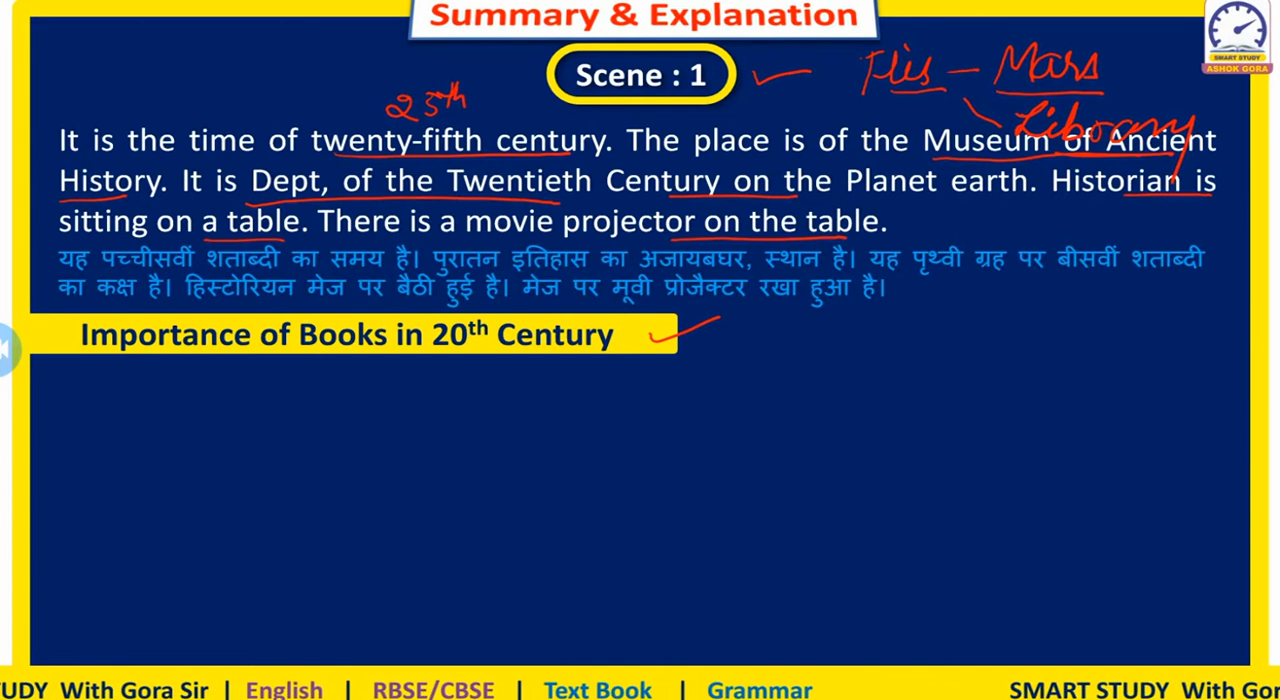 Summary & Explanation
SMART STUDY
ASHOK GORA
Scene : 1
Mars
Library
25th
It is the time of twenty-fifth century. The place is of the Museum of Ancient
History. It is Dept, of the Twentieth Century on the Planet earth. Historian is
sitting on a table. There is a movie projector on the table.
यह पच्चीसवीं शताब्दी का समय है। पुरातन इतिहास का अजायबघर, स्थान है। यह पृथ्वी ग्रह पर बीसवीं शताब्दी
का कक्ष है। हिस्टोरियन मेज पर बैठी हुई है। मेज पर मूवी प्रोजैक्टर रखा हुआ है।
Importance of Books in 20th Century
TUDY With Gora Sir | English | RBSE/CBSE | Text Book | Grammar SMART STUDY With Go